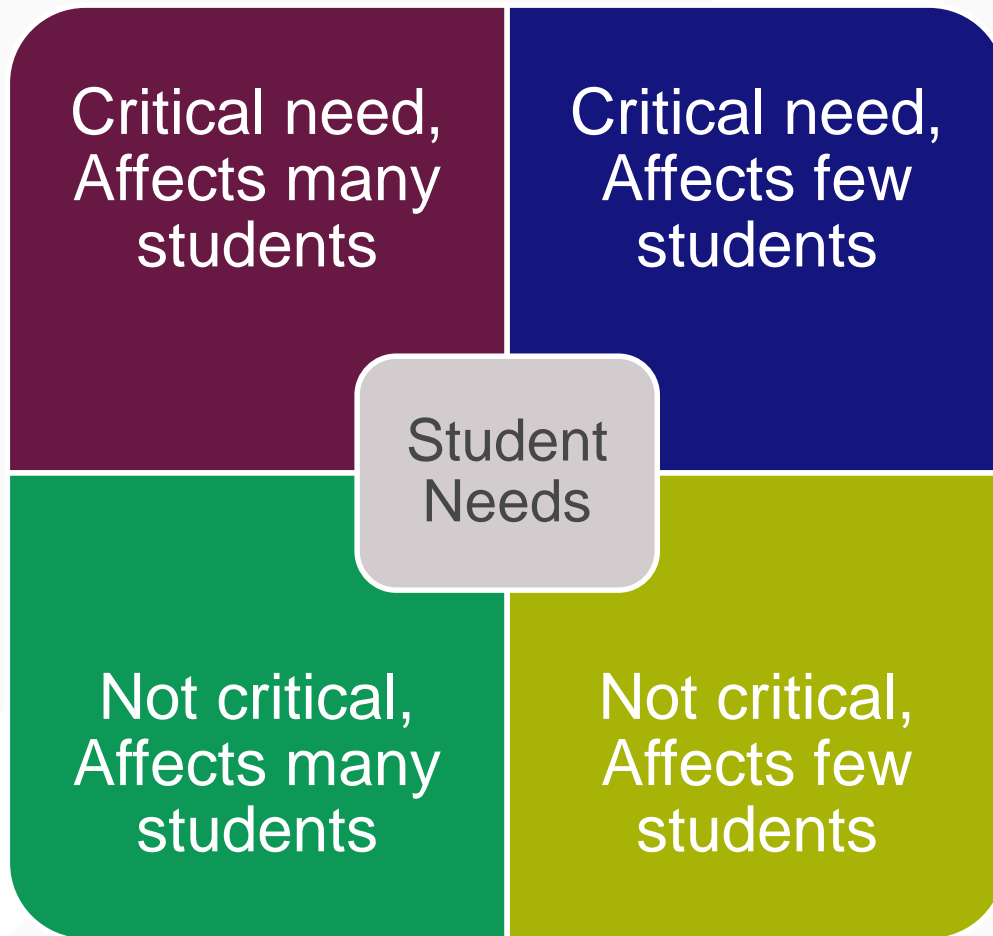 Critical need,
Affects many
students
Critical need,
Affects few
students
Student
Needs
Not critical,
Affects many
students
Not critical,
Affects few
students